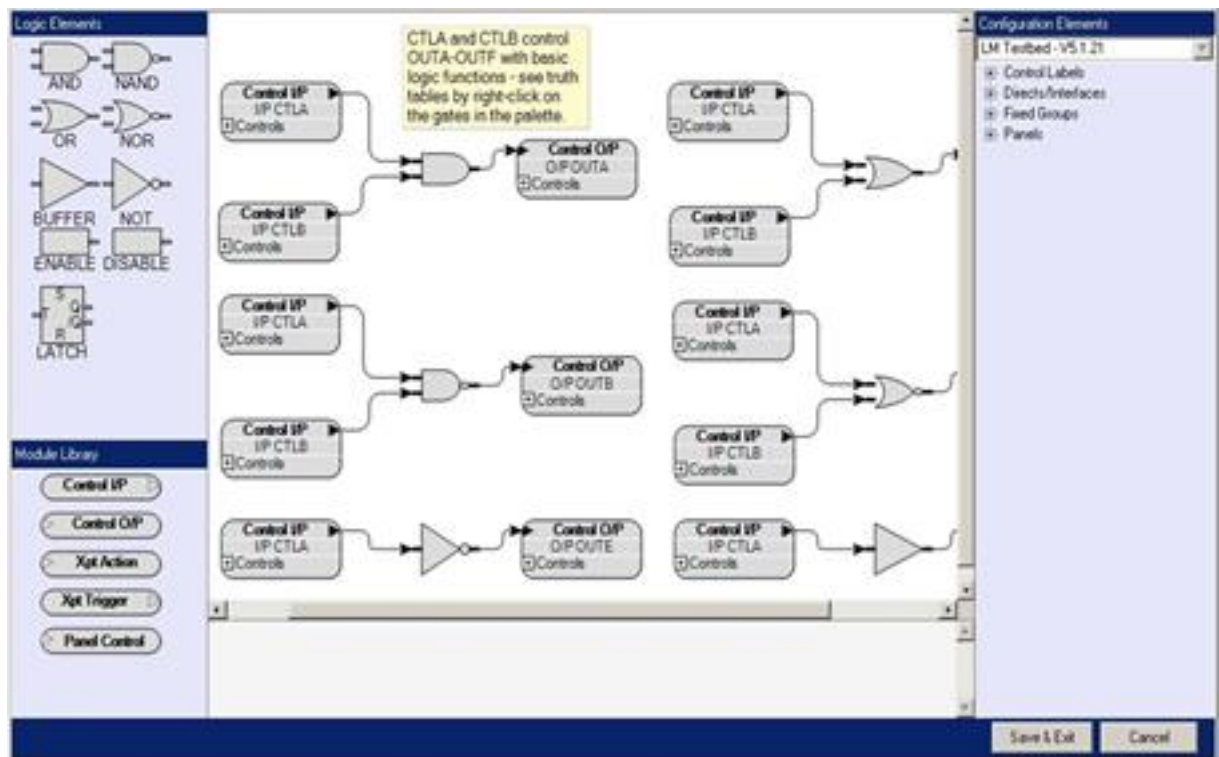 Logic Elements
AND NAND
OR NOR
BUFFER NOT
ENABLE DISABLE
S
T Q
Q
R
LATCH
Module Library
Control I/P
Control O/P
Xpt Action
Xpt Trigger
Panel Control
CTLA and CTLB control
OUTA-OUTF with basic
logic functions - see truth
tables by right-click on
the gates in the palette.
Control I/P
I/P CTLA
Controls
Control I/P
I/P CTLB
Controls
Control O/P
O/P OUTA
Controls
Control I/P
I/P CTLA
Controls
Control I/P
I/P CTLB
Controls
Control I/P
I/P CTLA
Controls
Control I/P
I/P CTLB
Controls
Control O/P
O/P OUTB
Controls
Control I/P
I/P CTLA
Controls
Control I/P
I/P CTLB
Controls
Control I/P
I/P CTLA
Controls
Control O/P
O/P OUTE
Controls
Control I/P
I/P CTLA
Controls
Configuration Elements
LM Testbed - V5.1.21
Control Labels
Directs/Interfaces
Fixed Groups
Panels
Save & Exit
Cancel